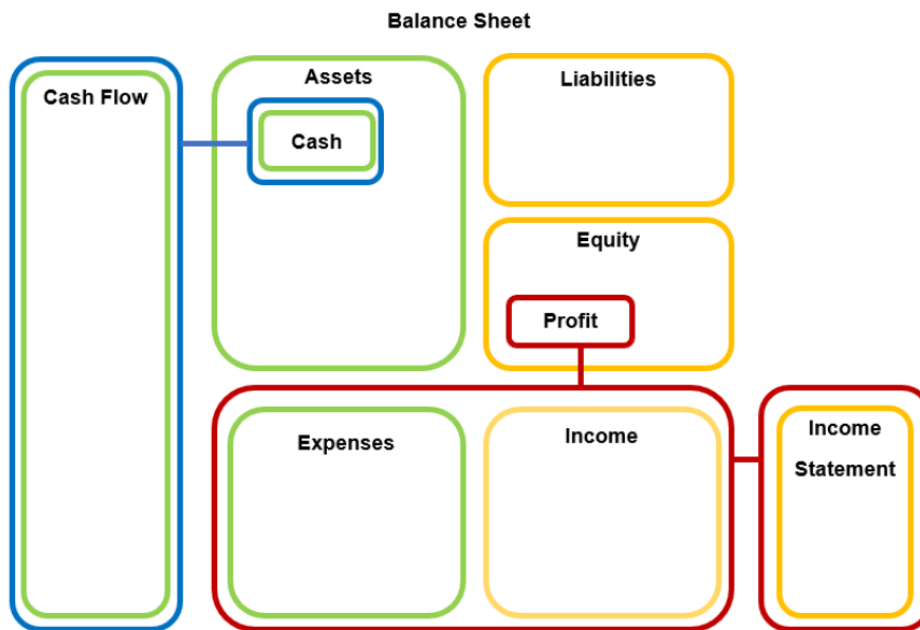 Balance Sheet
Cash Flow
Assets
Cash
Liabilities
Equity
Profit
Expenses
Income
Income
Statement